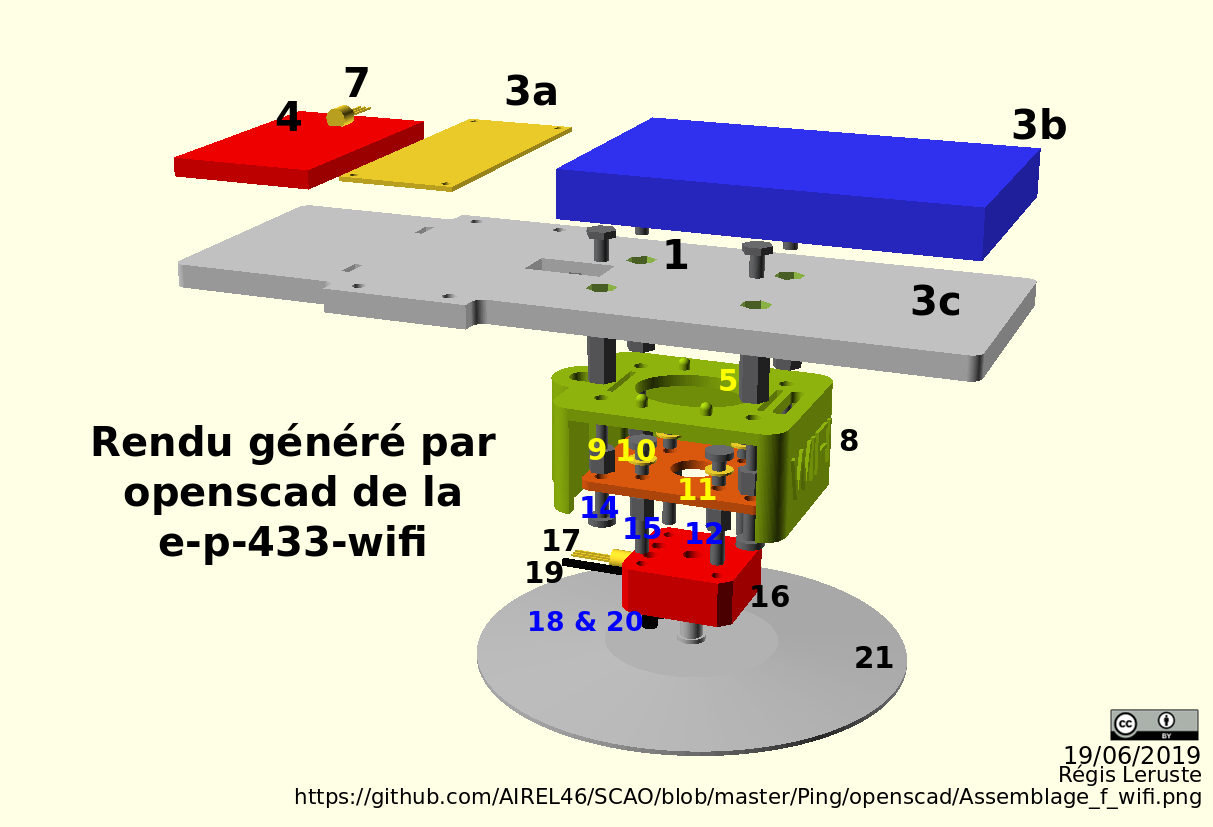 7
4
3a
3b
1
3c
5
8
9
10
11
Rendu généré par
openscad de la
e-p-433-wifi
14
15
12
17
19
16
18 & 20
21
cc
BY
19/06/2019
Régis Leruste
https://github.com/AIREL46/SCAO/blob/master/Ping/openscad/Assemblage_f_wifi.png